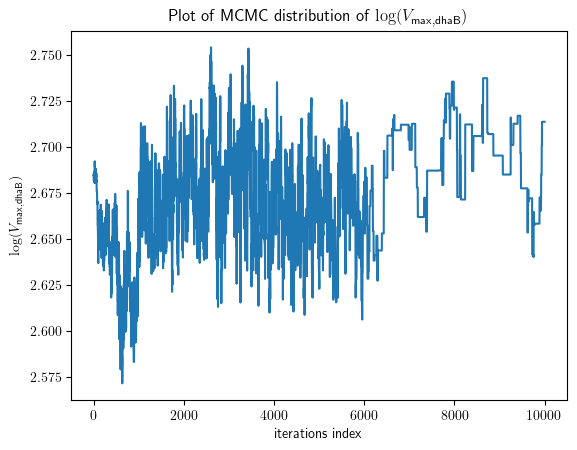 Plot of MCMC distribution of log(V_max,dhaB)
2.750
2.725
2.700
2.675
2.650
2.625
2.600
2.575
log(V_max,dhaB)
0 2000 4000 6000 8000 10000
iterations index